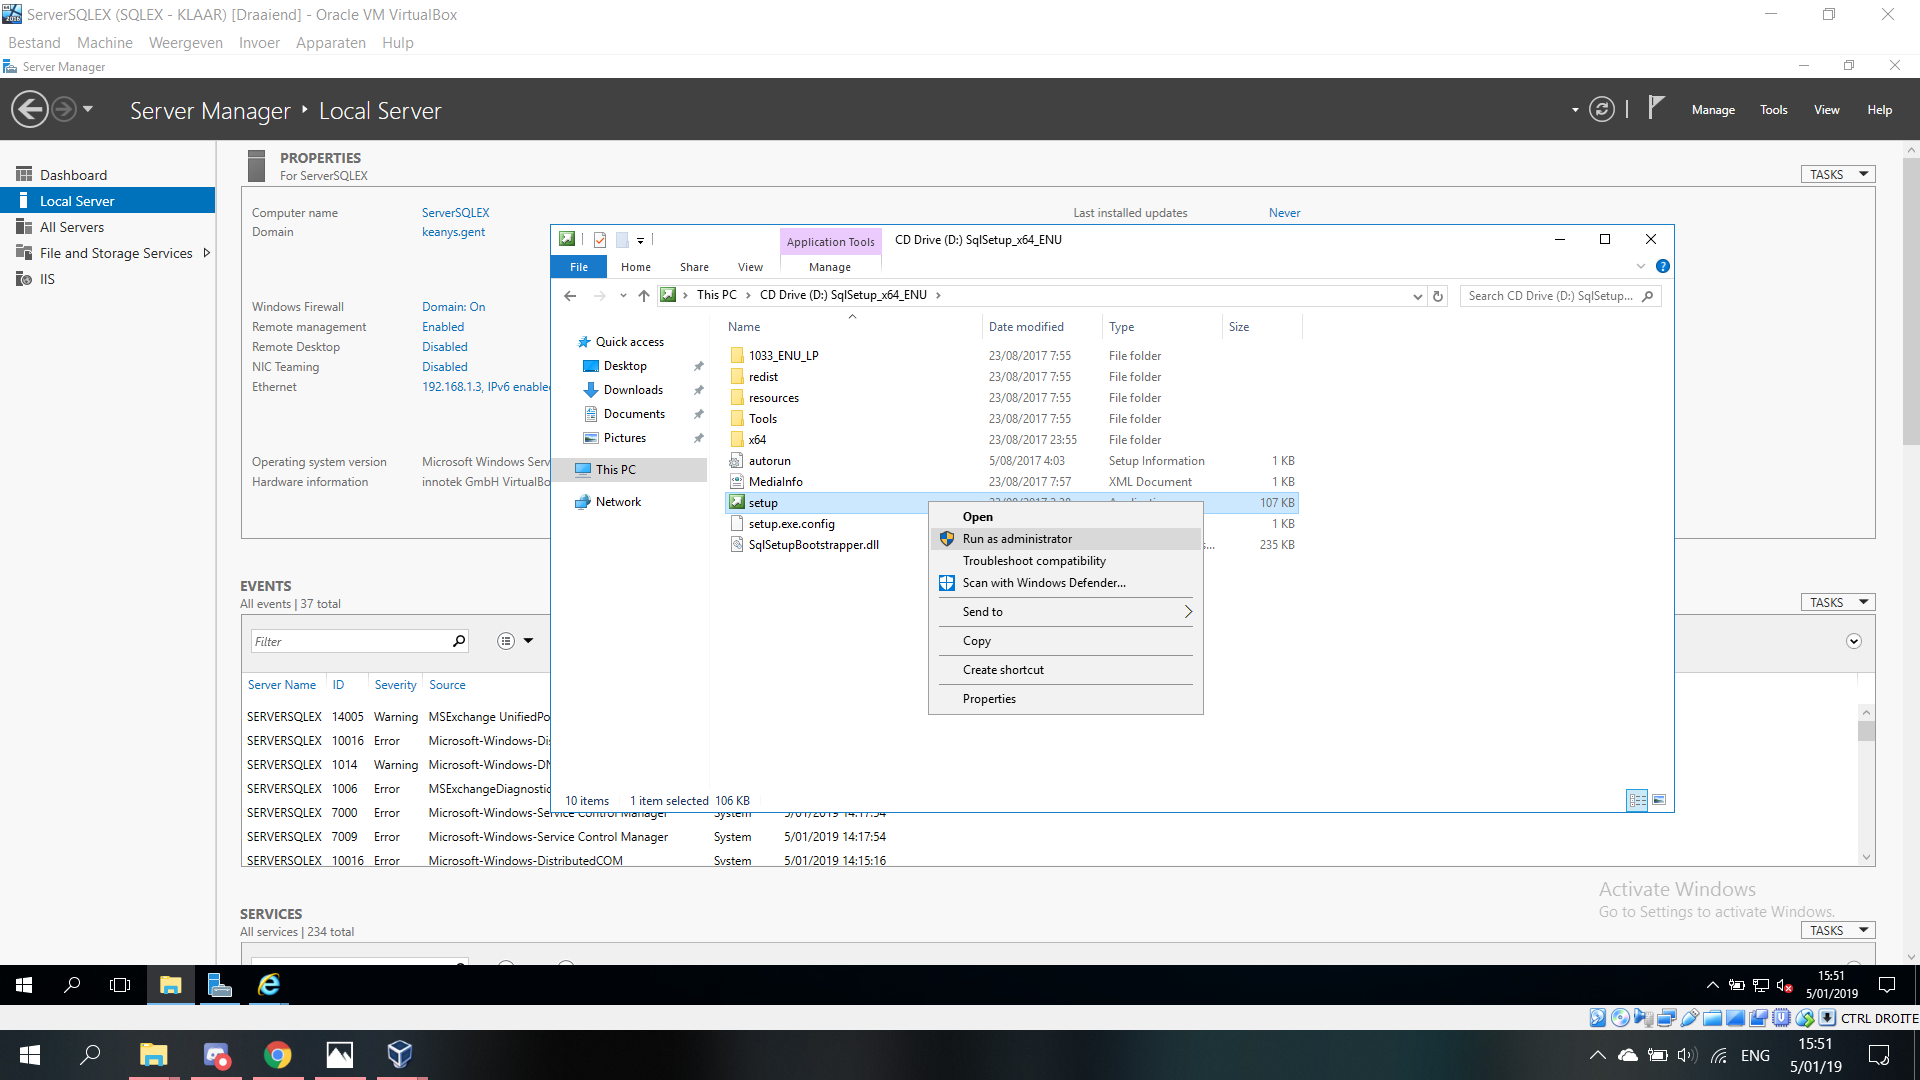 ServerSQLEX (SQLEX - KLAAR) [Draaiend] - Oracle VM VirtualBox
Bestand Machine Weergeven Invoer Apparaten Hulp
Server Manager
Server Manager Local Server
Manage Tools View Help
Dashboard
Local Server
All Servers
File and Storage Services
IIS
PROPERTIES
For ServerSQLEX
TASKS
Computer name ServerSQLEX
Domain keanys.gent
Last installed updates Never
Windows Firewall Domain: On
Remote management Enabled
Remote Desktop Disabled
NIC Teaming Disabled
Ethernet 192.168.1.3, IPv6
Operating system version Microsoft Windows
Hardware information innotek GmbH
Application Tools CD Drive (D:) SqlSetup_x64_ENU
File Home Share View Manage
This PC CD Drive (D:) SqlSetup_x64_ENU
Search CD Drive (D:) SqlSetup...
Quick access
Desktop
Downloads
Documents
Pictures
This PC
Network
Name Date modified Type Size
1033_ENU_LP 23/08/2017 7:55 File folder
redist 23/08/2017 7:55 File folder
resources 23/08/2017 7:55 File folder
Tools 23/08/2017 7:55 File folder
x64 23/08/2017 23:55 File folder
autorun 5/08/2017 4:03 Setup Information 1 KB
MediaInfo 23/08/2017 7:57 XML Document 1 KB
setup 107 KB
setup.exe.config 1 KB
SqlSetupBootstrapper.dll 235 KB
Open
Run as administrator
Troubleshoot compatibility
Scan with Windows Defender...
Send to
Copy
Create shortcut
Properties
10 items 1 item selected 106 KB
EVENTS
All events | 37 total
TASKS
Filter
Server Name ID Severity Source
SERVERSQLEX 14005 Warning MSExchange
SERVERSQLEX 10016 Error
SERVERSQLEX 1014 Warning
SERVERSQLEX 1006 Error
SERVERSQLEX 7000 Error Microsoft-Windows-Service Control Manager System 5/01/2019 14:17:54
SERVERSQLEX 7009 Error Microsoft-Windows-Service Control Manager System 5/01/2019 14:17:54
SERVERSQLEX 10016 Error Microsoft-Windows-DistributedCOM System 5/01/2019 14:15:16
Activate Windows
Go to Settings to activate Windows.
SERVICES
All services | 234 total
TASKS
15:51
5/01/2019
CTRL DROITE
ENG
15:51
5/01/19